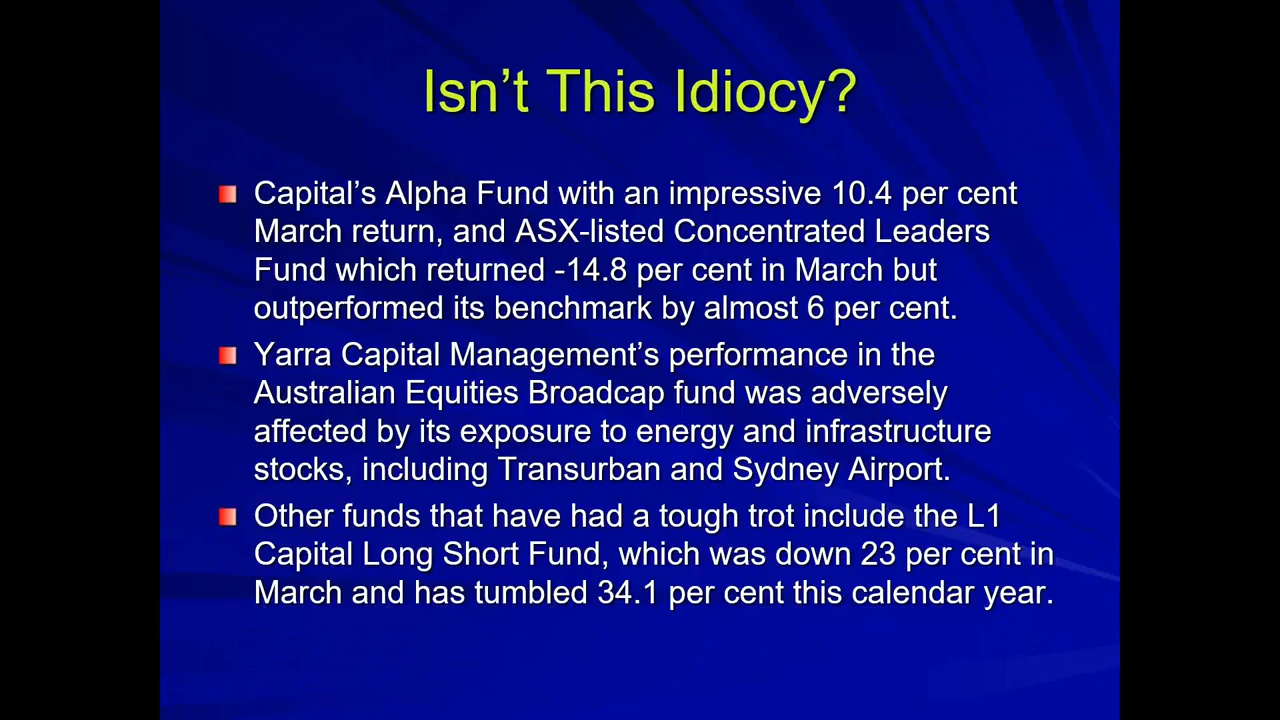 Isn’t This Idiocy?
Capital’s Alpha Fund with an impressive 10.4 per cent
March return, and ASX-listed Concentrated Leaders
Fund which returned -14.8 per cent in March but
outperformed its benchmark by almost 6 per cent.
Yarra Capital Management’s performance in the
Australian Equities Broadcap fund was adversely
affected by its exposure to energy and infrastructure
stocks, including Transurban and Sydney Airport.
Other funds that have had a tough trot include the L1
Capital Long Short Fund, which was down 23 per cent in
March and has tumbled 34.1 per cent this calendar year.